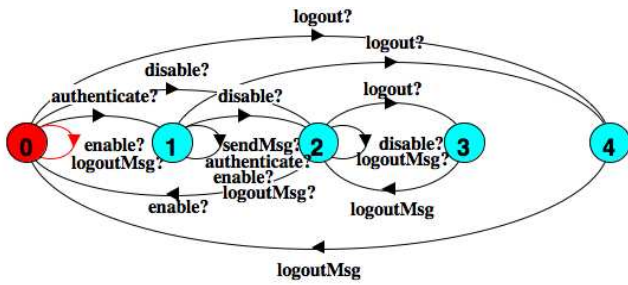 logout?
logout?
disable?
authenticate?
disable?
logout?
0
enable?
logoutMsg?
1
sendMsg?
authenticate?
enable?
logoutMsg?
2
disable?
logoutMsg?
3
4
enable?
logoutMsg
logoutMsg